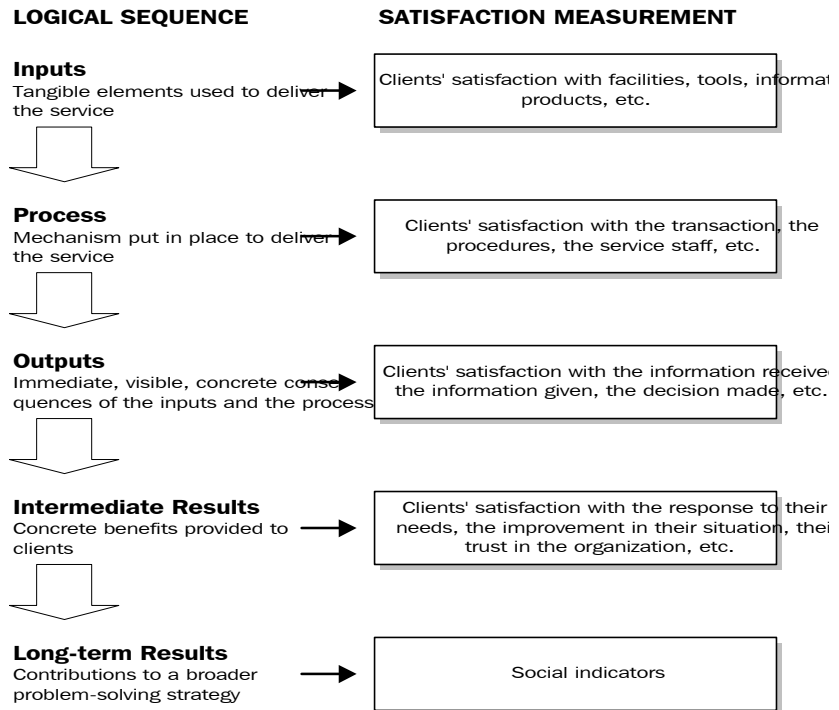 LOGICAL SEQUENCE
SATISFACTION MEASUREMENT
Inputs
Tangible elements used to deliver
the service
Clients' satisfaction with facilities, tools, informat
products, etc.
Process
Mechanism put in place to deliver
the service
Clients' satisfaction with the transaction, the
procedures, the service staff, etc.
Outputs
Immediate, visible, concrete conse
quences of the inputs and the process
Clients' satisfaction with the information receive
the information given, the decision made, etc.
Intermediate Results
Concrete benefits provided to
clients
Clients' satisfaction with the response to their
needs, the improvement in their situation, thei
trust in the organization, etc.
Long-term Results
Contributions to a broader
problem-solving strategy
Social indicators